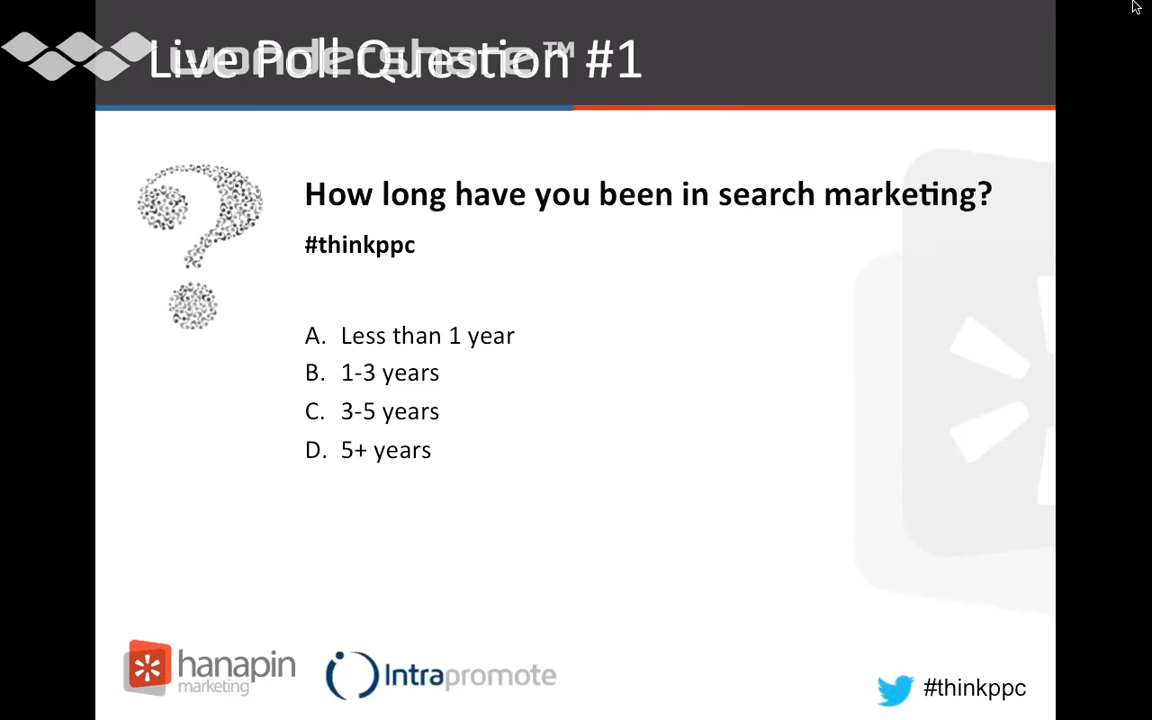 Live Poll Question #1
wondershare™
How long have you been in search marketing?
#thinkppc
A. Less than 1 year
B. 1-3 years
C. 3-5 years
D. 5+ years
hanapin
marketing
Intrapromote
#thinkppc